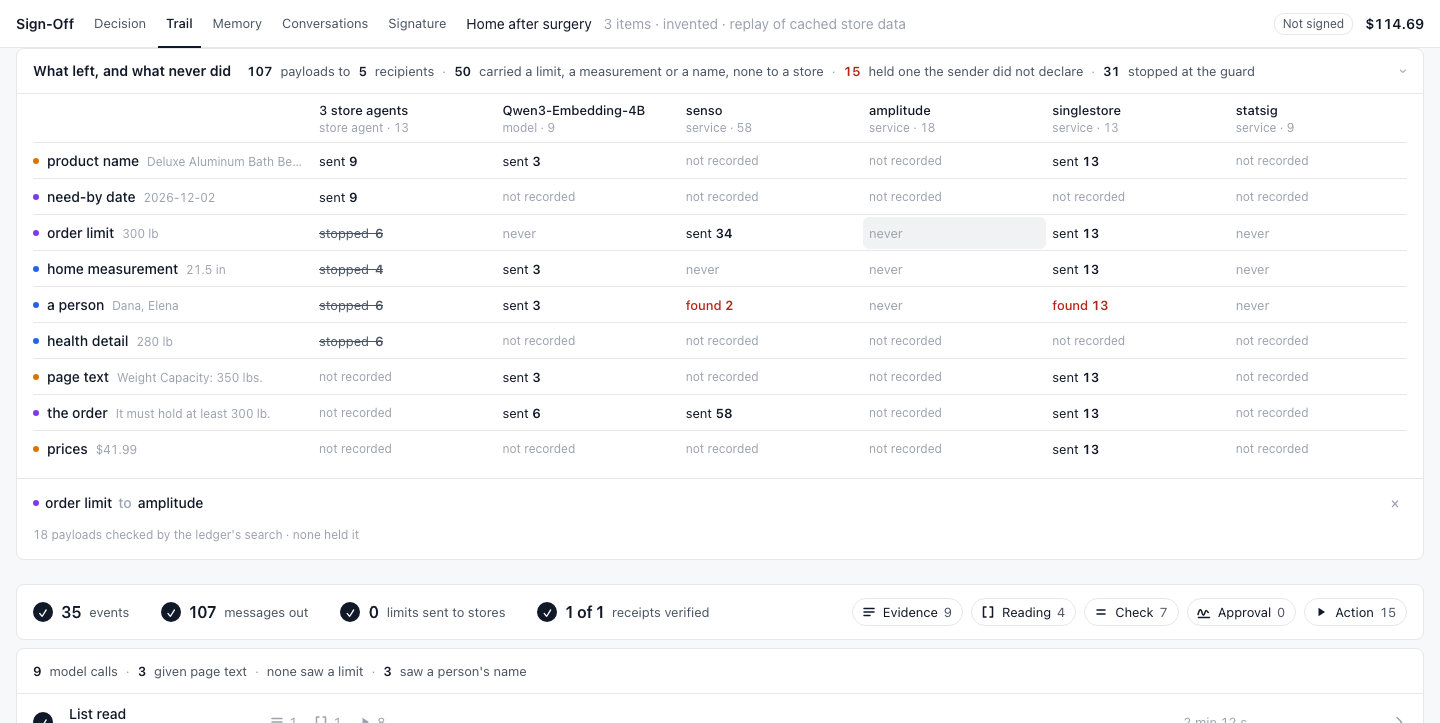 Sign-Off Decision Trail Memory Conversations Signature Home after surgery 3 items · invented · replay of cached store data Not signed $114.69
What left, and what never did 107 payloads to 5 recipients · 50 carried a limit, a measurement or a name, none to a store · 15 held one the sender did not declare · 31 stopped at the guard
3 store agents Qwen3-Embedding-4B senso amplitude singlestore statsig
store agent · 13 model · 9 service · 58 service · 18 service · 13 service · 9
product name Deluxe Aluminum Bath Be... sent 9 sent 3 not recorded not recorded sent 13 not recorded
need-by date 2026-12-02 sent 9 not recorded not recorded not recorded not recorded not recorded
order limit 300 lb stopped 6 never sent 34 never sent 13 never
home measurement 21.5 in stopped 4 sent 3 never never sent 13 never
a person Dana, Elena stopped 6 sent 3 found 2 never found 13 never
health detail 280 lb stopped 6 not recorded not recorded not recorded not recorded not recorded
page text Weight Capacity: 350 lbs. not recorded sent 3 not recorded not recorded sent 13 not recorded
the order It must hold at least 300 lb. not recorded sent 6 sent 58 not recorded sent 13 not recorded
prices $41.99 not recorded not recorded not recorded not recorded sent 13 not recorded
order limit to amplitude ×
18 payloads checked by the ledger's search · none held it
35 events 107 messages out 0 limits sent to stores 1 of 1 receipts verified Evidence 9 Reading 4 Check 7 Approval 0 Action 15
9 model calls · 3 given page text · none saw a limit · 3 saw a person's name
List read 1 1 8 2 min 12 s